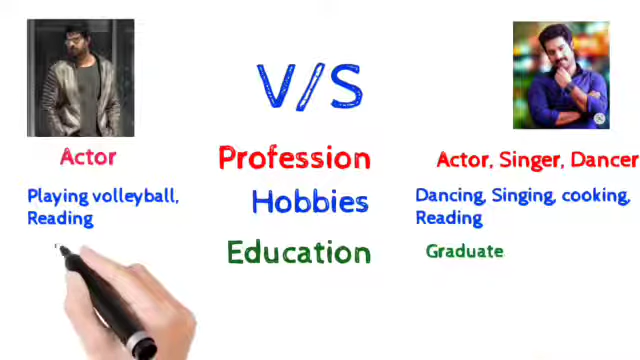 V/S
Actor
Profession
Actor, Singer, Dancer
Playing volleyball,
Reading
Hobbies
Dancing, Singing, cooking,
Reading
Education
Graduate